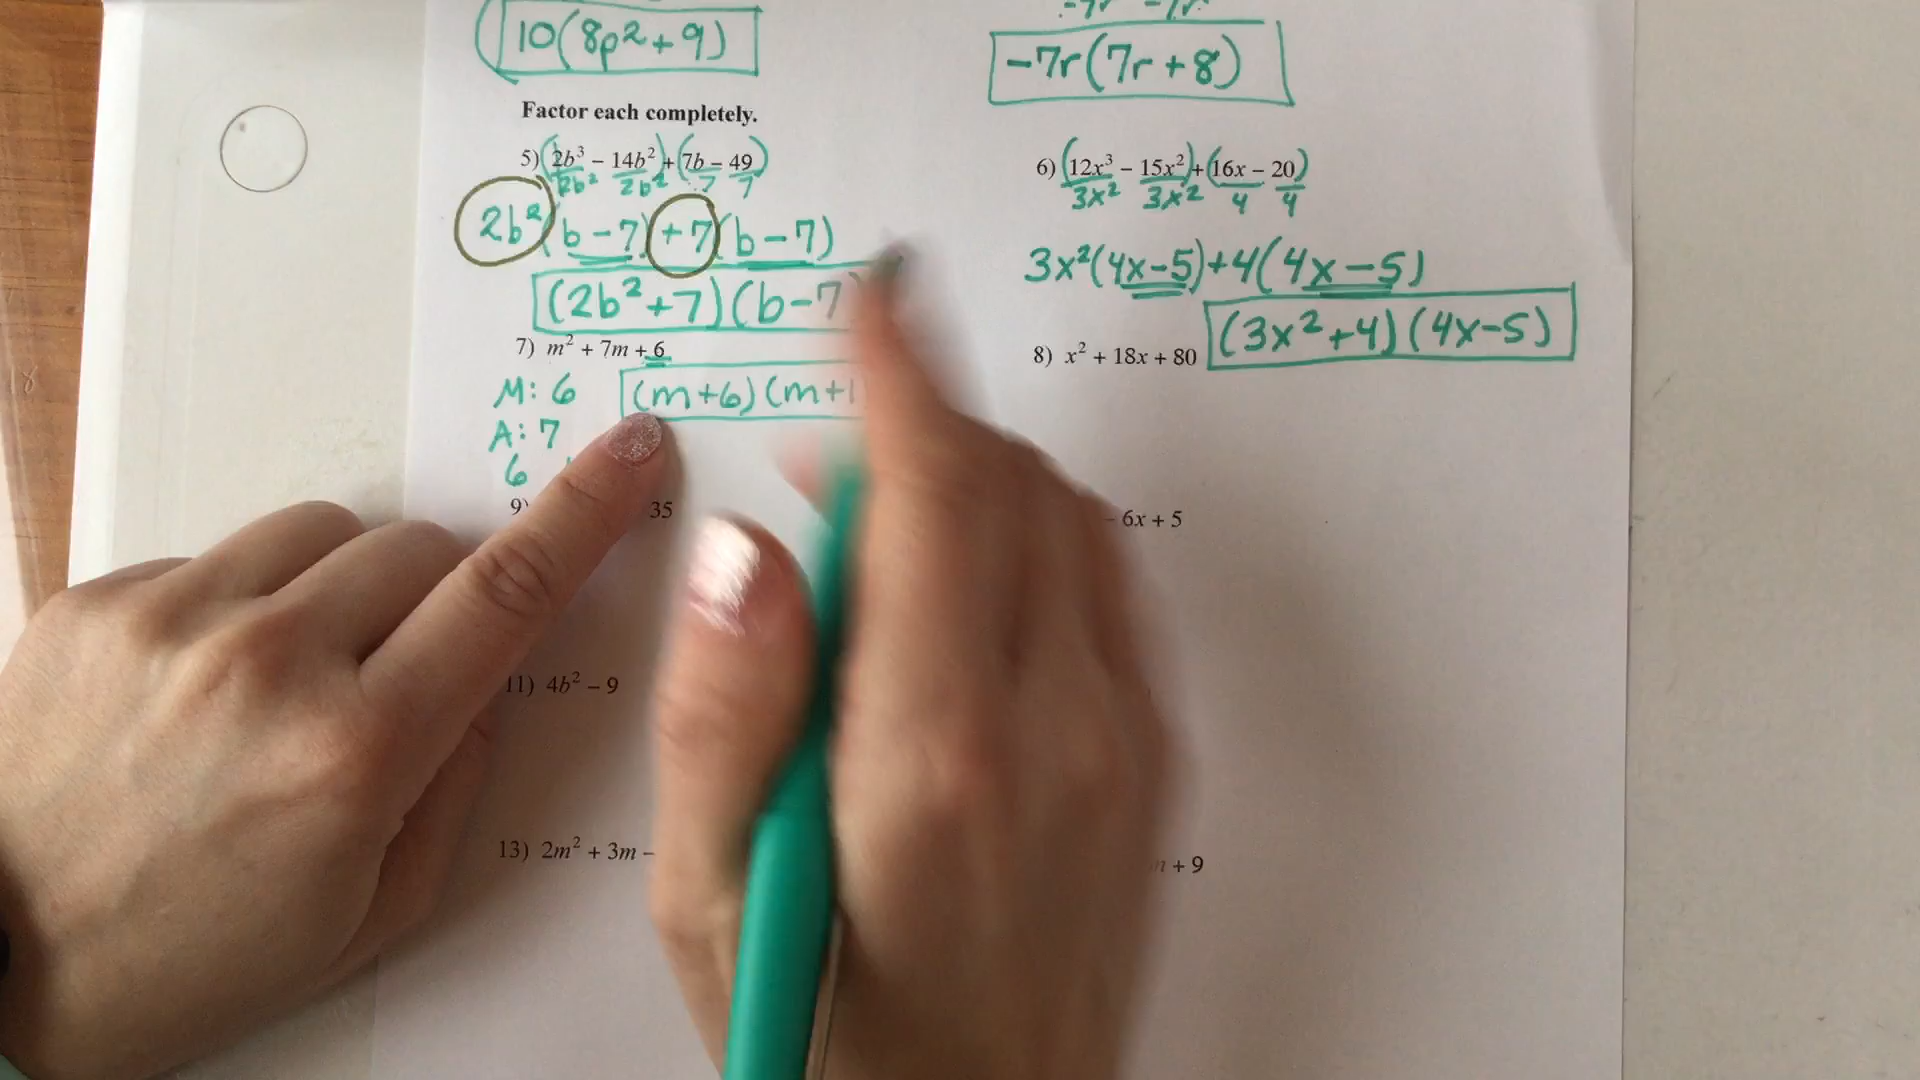 10(8p2+9)
-7r -7r
-7r(7r+8)
Factor each completely.
5) (2b³ – 14b²)+(7b – 49)
2b² 2b² 7 7
2b²(b-7)+7(b-7)
(2b²+7)(b-7
6) (12x³ – 15x²)+(16x – 20)
3x² 3x² 4 4
3x²(4x-5)+4(4x-5)
(3x²+4)(4x-5)
7) m² + 7m + 6
M: 6 (m+6)(m+1
A: 7
6
8) x² + 18x + 80
9) 35
- 6x + 5
11) 4b² – 9
13) 2m² + 3m –
n + 9